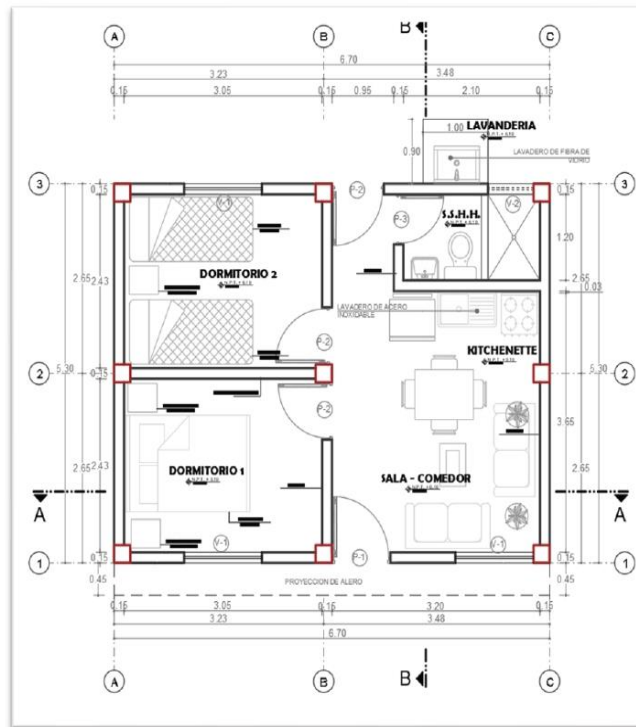 A B C
B
6.70
3.23 3.48
0.15 3.05 0.15 0.95 0.15 2.10 0.15
1.00
LAVANDERIA
0.90
LAVADERO DE FIBRA DE
VIDRIO
3 3
0.15 0.15
V-1 P-2 V-2
P-3
S.S.H.H.
1.20
DORMITORIO 2
2.65 2.43 2.65
0.03
LAVADERO DE ACERO
INOXIDABLE
P-2
KITCHENETTE
2 2
5.30 0.15 5.30
P-2
3.65
DORMITORIO 1
SALA - COMEDOR
2.65 2.43 2.65
A A
V-1 P-1 V-1
1 1
0.15 0.15
0.45 0.45
PROYECCION DE ALERO
0.15 3.05 0.15 3.20 0.15
3.23 3.48
6.70
B
A B C